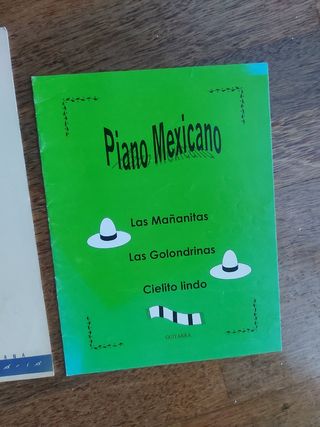 Piano Mexicano
Las Mañanitas
Las Golondrinas
Cielito lindo
GUITARRA